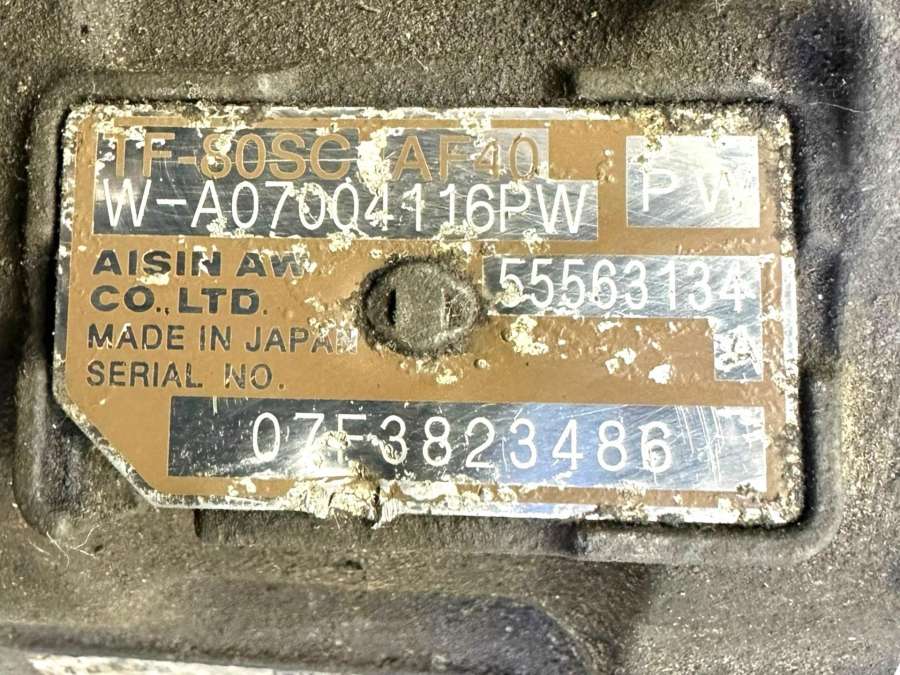 TF-80SC AF40
W-A07004116PW
PW
AISIN AW
CO.,LTD.
55563134
MADE IN JAPAN
SERIAL NO.
07F3823486